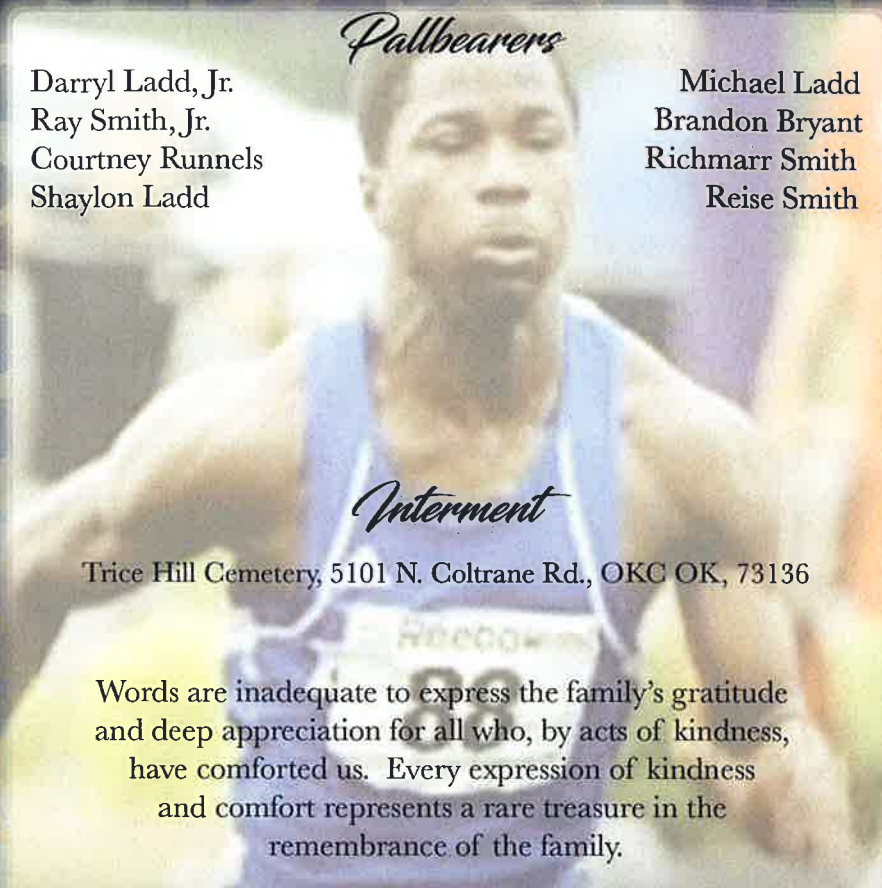 Pallbearers
Darryl Ladd, Jr.
Ray Smith, Jr.
Courtney Runnels
Shaylon Ladd
Michael Ladd
Brandon Bryant
Richmarr Smith
Reise Smith
Interment
Trice Hill Cemetery, 5101 N. Coltrane Rd., OKC OK, 73136
Reebok
88
Words are inadequate to express the family's gratitude
and deep appreciation for all who, by acts of kindness,
have comforted us. Every expression of kindness
and comfort represents a rare treasure in the
remembrance of the family.